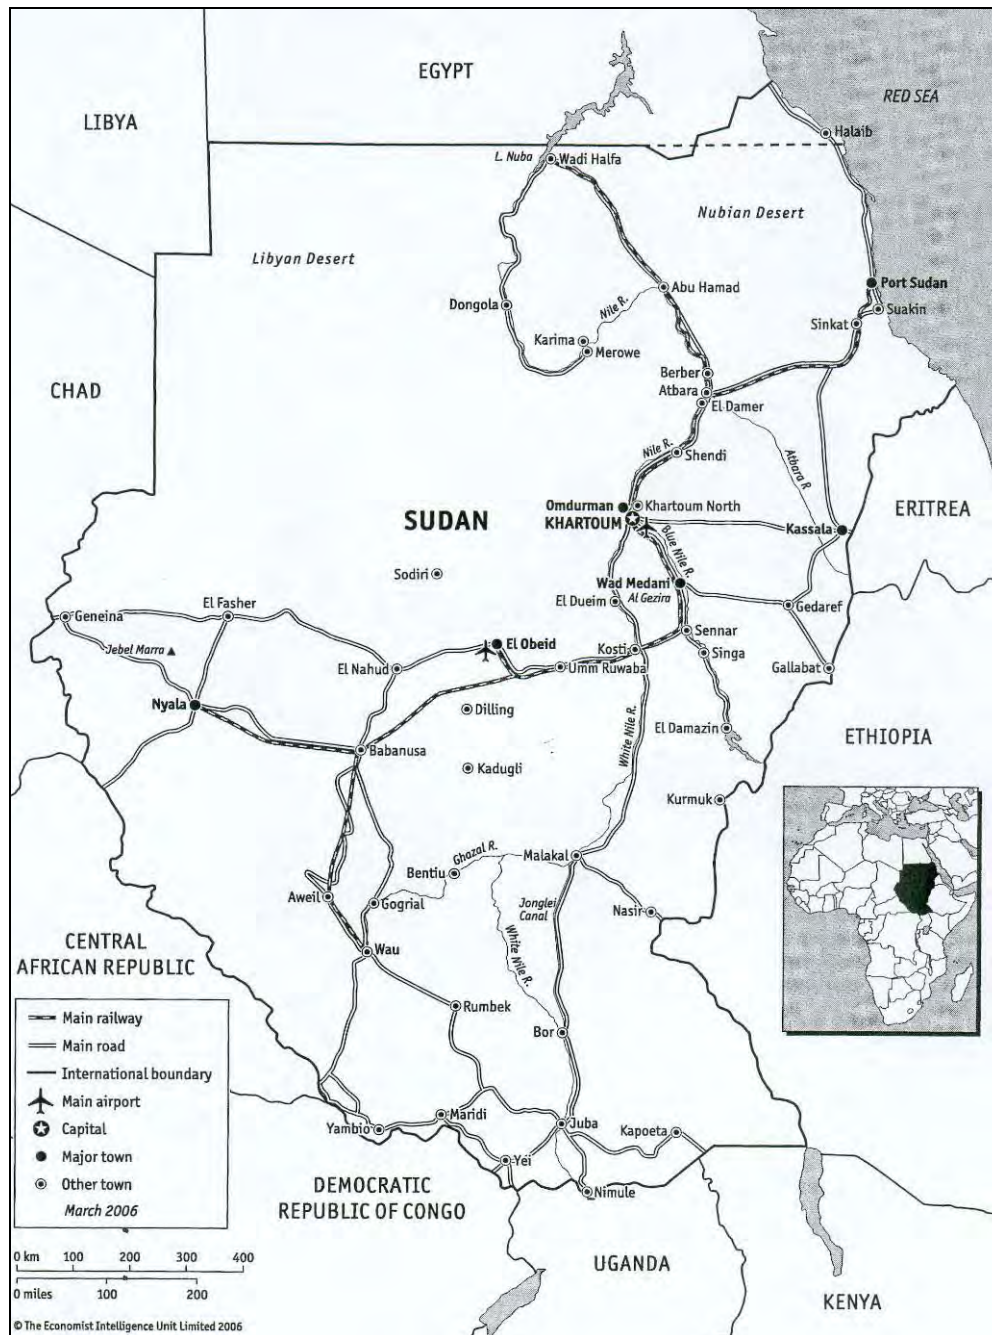 EGYPT
LIBYA
RED SEA
Halaib
L. Nuba
Wadi Halfa
Nubian Desert
Libyan Desert
Port Sudan
Abu Hamad
Suakin
Dongola
Nile R.
Sinkat
Karima
Merowe
Berber
CHAD
Atbara
El Damer
Nile R.
Shendi
Atbara R
ERITREA
Omdurman
Khartoum North
SUDAN
KHARTOUM
Kassala
Blue Nile R.
Sodiri
Wad Medani
Al Gezira
El Dueim
El Fasher
Geneina
Gedaref
Sennar
El Obeid
Kosti
Jebel Marra
Singa
El Nahud
Umm Ruwaba
Gallabat
Nyala
Dilling
El Damazin
White Nile R.
ETHIOPIA
Babanusa
Kadugli
Kurmuk
Ghazal R.
Malakal
Bentiu
Aweil
Gogrial
Jonglei
Canal
Nasir
CENTRAL
AFRICAN REPUBLIC
Wau
White Nile R.
Rumbek
Bor
Main railway
Main road
International boundary
Main airport
Capital
Major town
Other town
March 2006
Maridi
Juba
Yambio
Kapoeta
Yei
Nimule
DEMOCRATIC
REPUBLIC OF CONGO
UGANDA
KENYA
0 km 100 200 300 400
0 miles 100 200
© The Economist Intelligence Unit Limited 2006